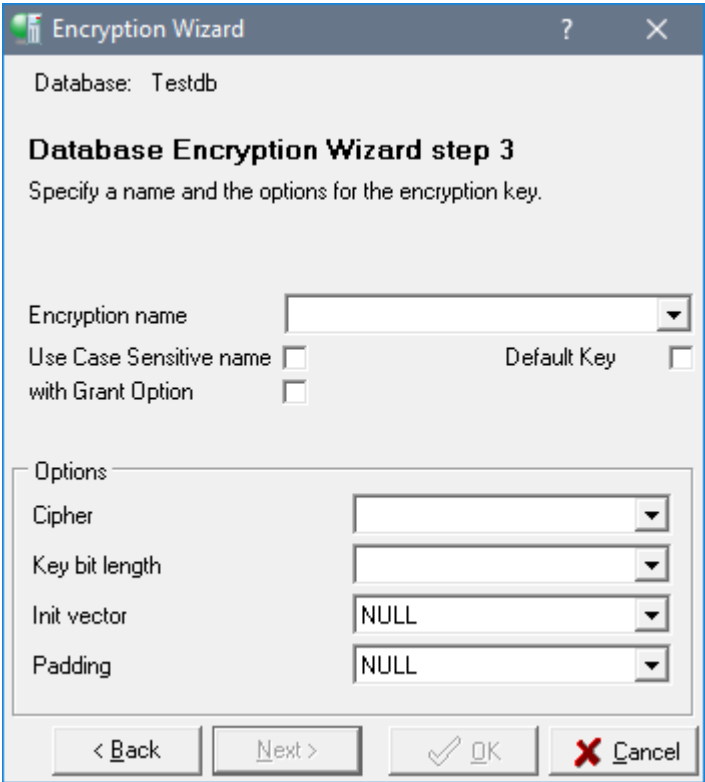 Encryption Wizard ?
Database: Testdb
Database Encryption Wizard step 3
Specify a name and the options for the encryption key.
Encryption name
Use Case Sensitive name Default Key
with Grant Option
Options
Cipher
Key bit length
Init vector NULL
Padding NULL
< Back Next > OK Cancel